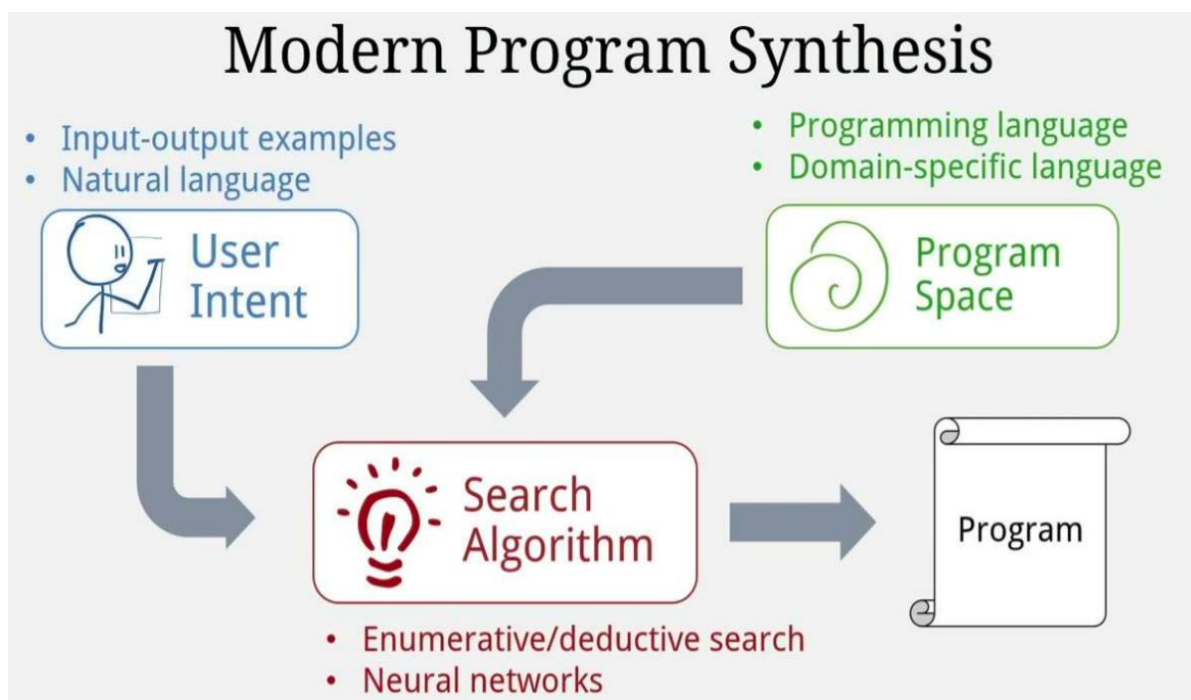 Modern Program Synthesis
• Input-output examples
• Natural language
User
Intent
• Programming language
• Domain-specific language
Program
Space
Search
Algorithm
• Enumerative/deductive search
• Neural networks
Program